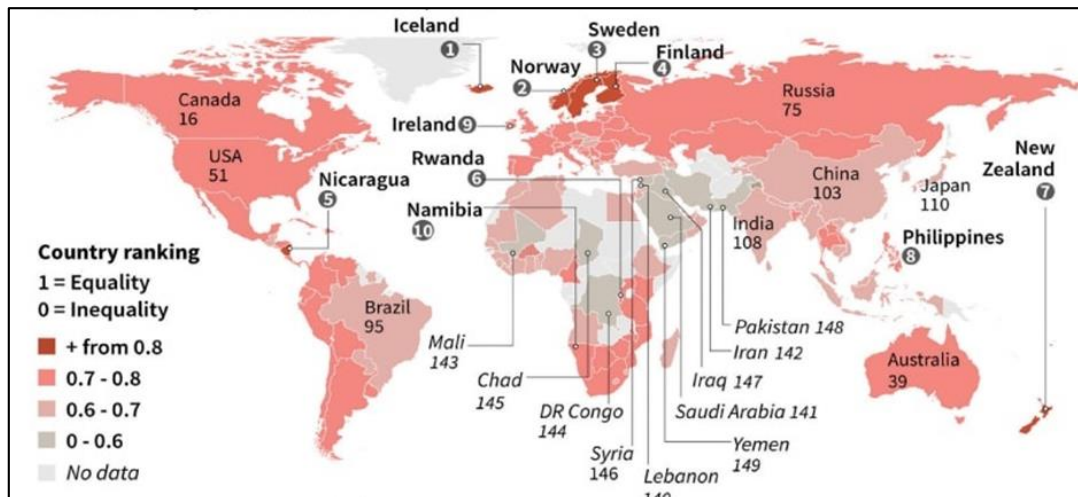 Iceland
1
Sweden
3
Finland
4
Norway
2
Canada
16
Russia
75
Ireland 9
USA
51
Rwanda
6
New
Zealand
7
China
103
Japan
110
Nicaragua
5
Namibia
10
India
108
Philippines
8
Country ranking
1 = Equality
0 = Inequality
+ from 0.8
0.7 - 0.8
0.6 - 0.7
0 - 0.6
No data
Brazil
95
Mali
143
Chad
145
DR Congo
144
Syria
146
Lebanon
Yemen
149
Saudi Arabia 141
Iraq 147
Iran 142
Pakistan 148
Australia
39